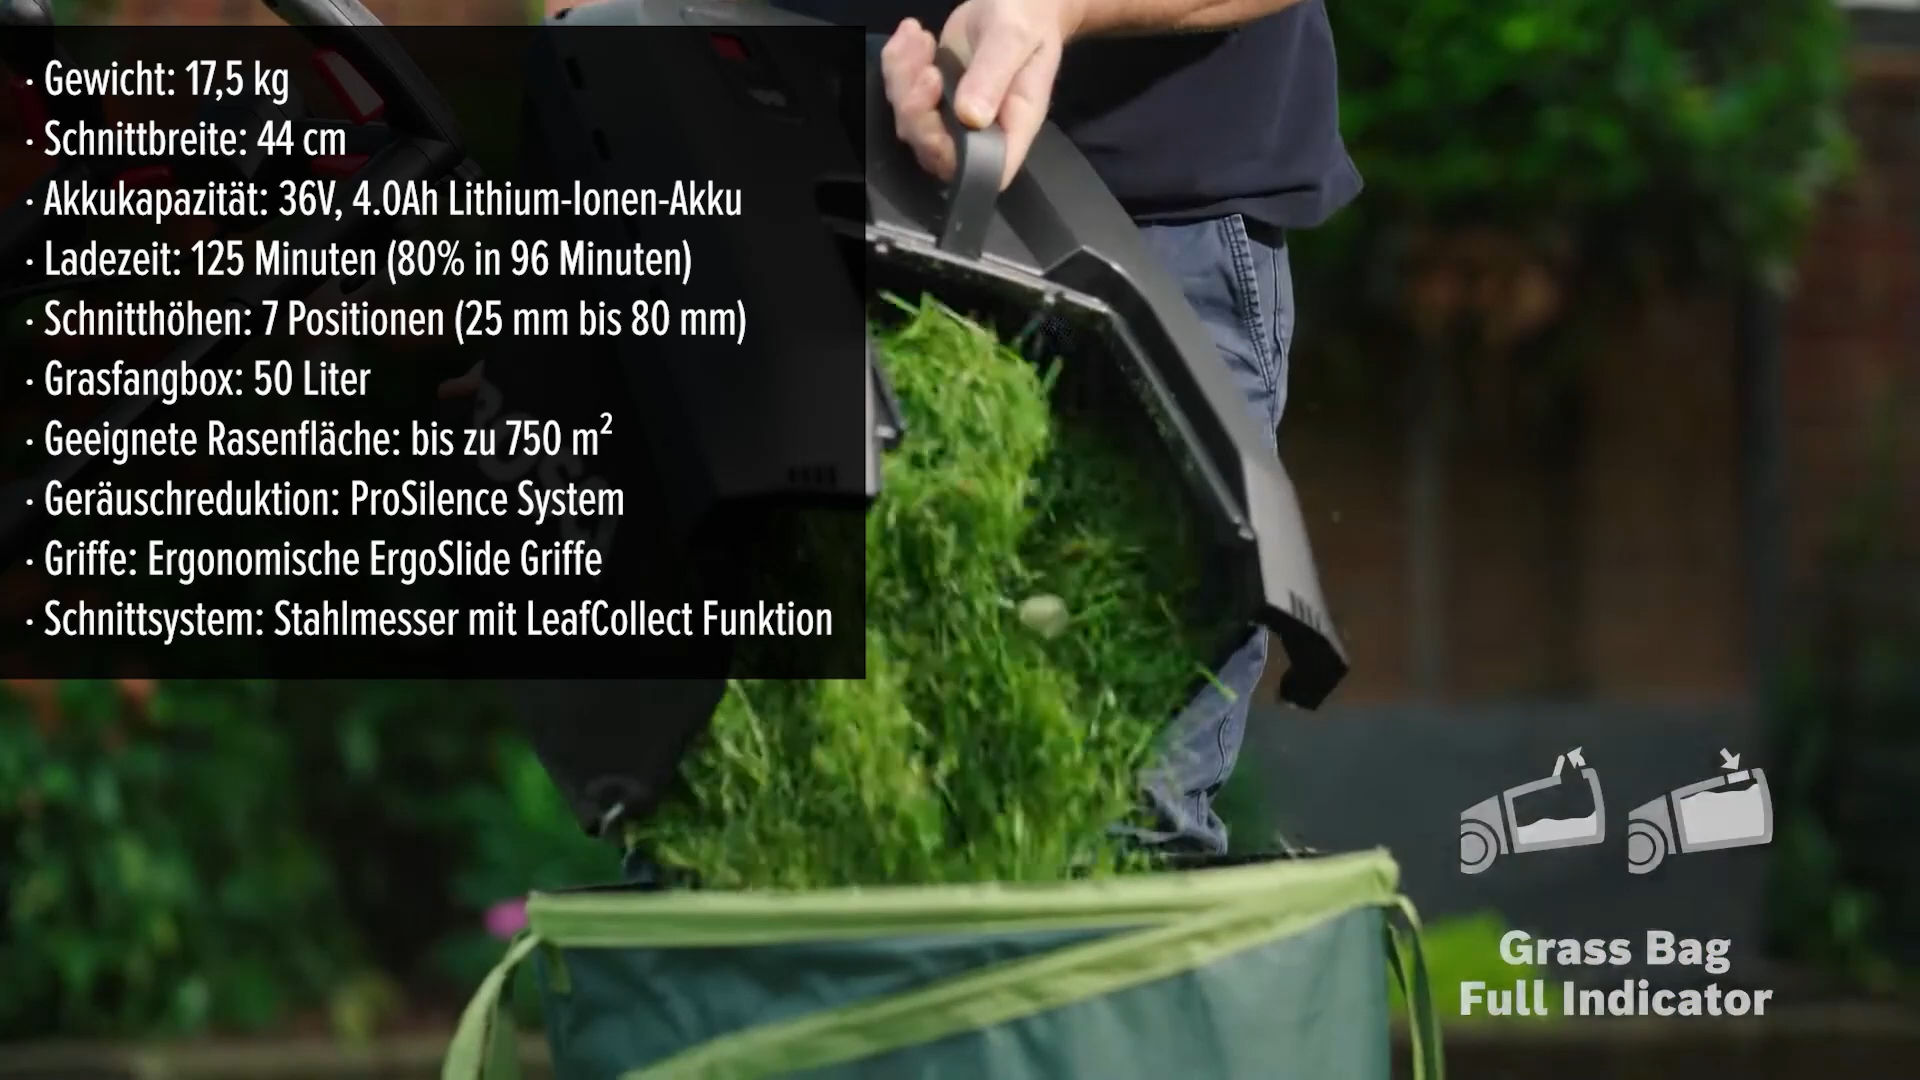 · Gewicht: 17,5 kg
· Schnittbreite: 44 cm
· Akkukapazität: 36V, 4.0Ah Lithium-Ionen-Akku
· Ladezeit: 125 Minuten (80% in 96 Minuten)
· Schnitthöhen: 7 Positionen (25 mm bis 80 mm)
· Grasfangbox: 50 Liter
· Geeignete Rasenfläche: bis zu 750 m²
· Geräuschreduktion: ProSilence System
· Griffe: Ergonomische ErgoSlide Griffe
· Schnittsystem: Stahlmesser mit LeafCollect Funktion
Grass Bag
Full Indicator